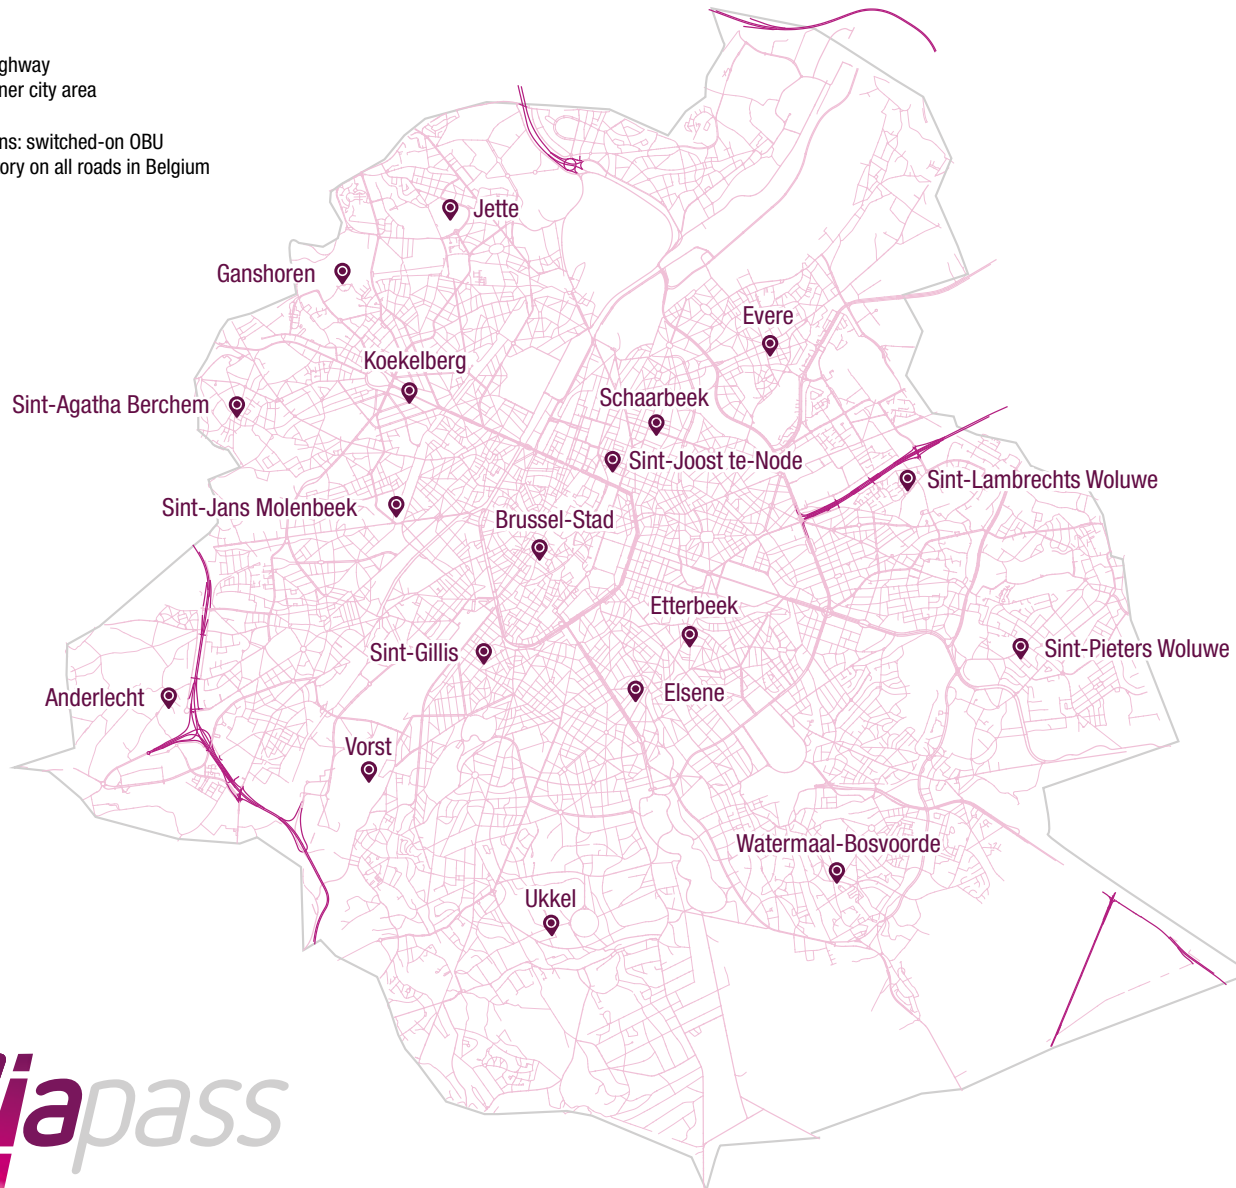 ghway
ner city area
ns: switched-on OBU
ory on all roads in Belgium
Jette
Ganshoren
Evere
Koekelberg
Schaarbeek
Sint-Agatha Berchem
Sint-Joost te-Node
Sint-Lambrechts Woluwe
Sint-Jans Molenbeek
Brussel-Stad
Etterbeek
Sint-Gillis
Sint-Pieters Woluwe
Anderlecht
Elsene
Vorst
Watermaal-Bosvoorde
Ukkel
iapass